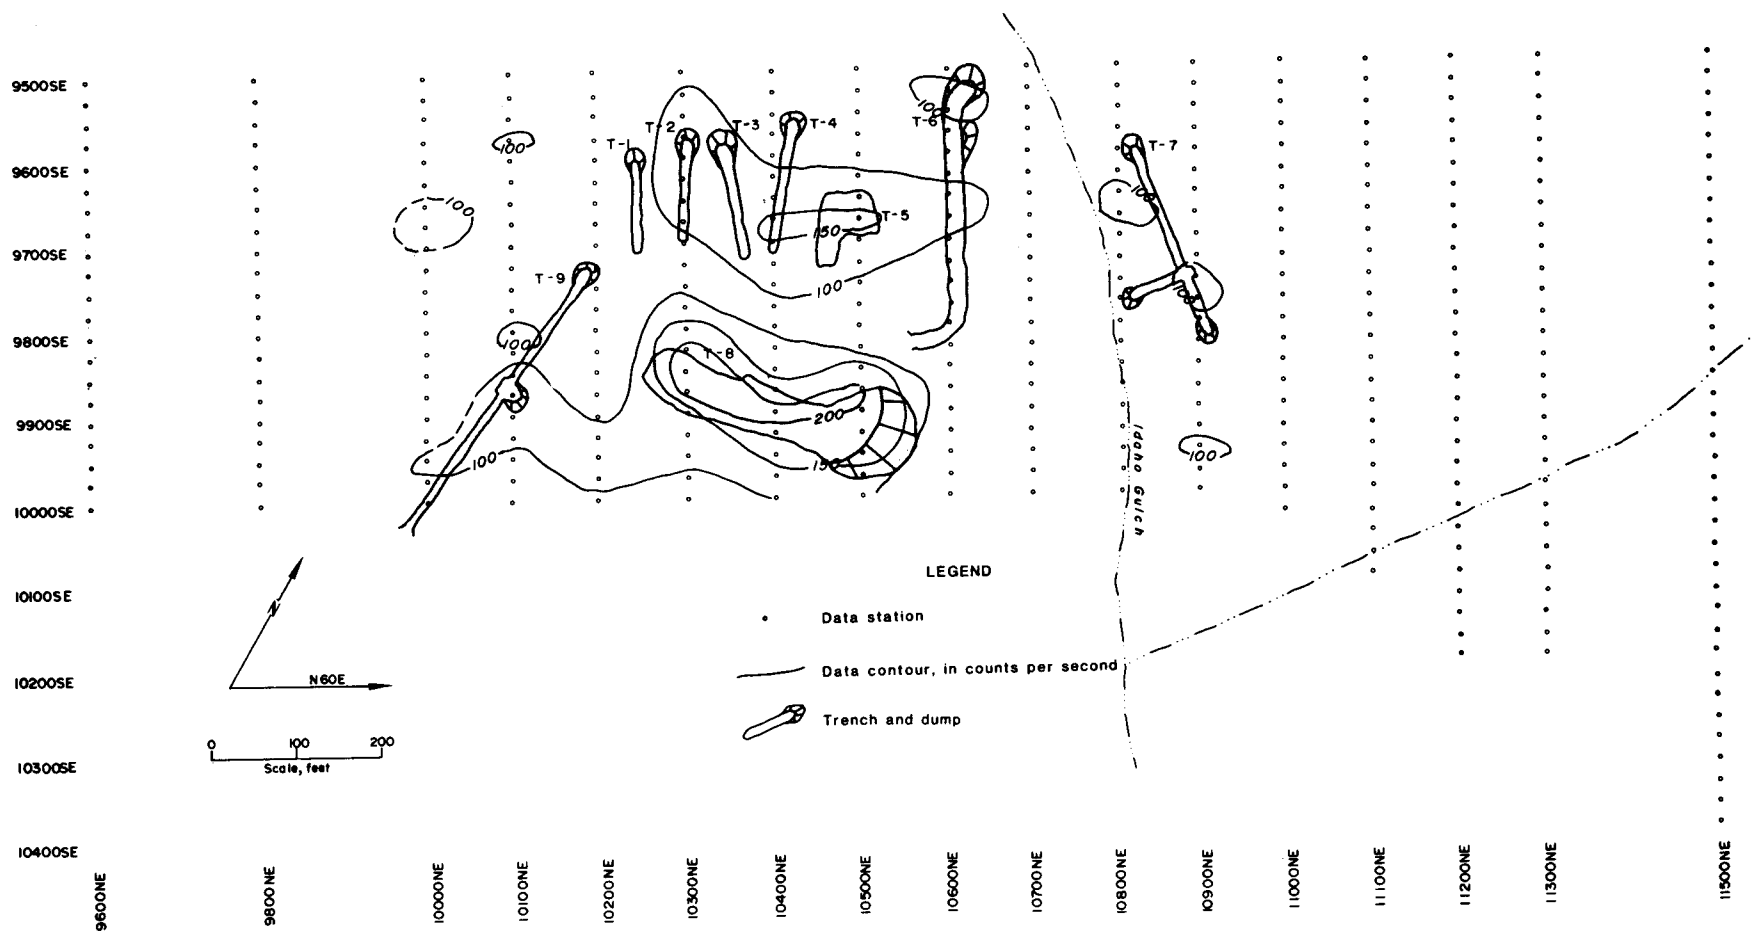 9500SE
9600SE
9700SE
9800SE
9900SE
10000SE
10100SE
10200SE
10300SE
10400SE
T-1
T-2
T-3
T-4
T-5
T-6
T-7
T-8
T-9
100
100
100
100
100
100
100
100
100
150
150
200
Idaho Gulch
N
N60E
0 100 200
Scale, feet
LEGEND
Data station
Data contour, in counts per second
Trench and dump
9600NE
9800NE
10000NE
10100NE
10200NE
10300NE
10400NE
10500NE
10600NE
10700NE
10800NE
10900NE
11000NE
11100NE
11200NE
11300NE
11500NE